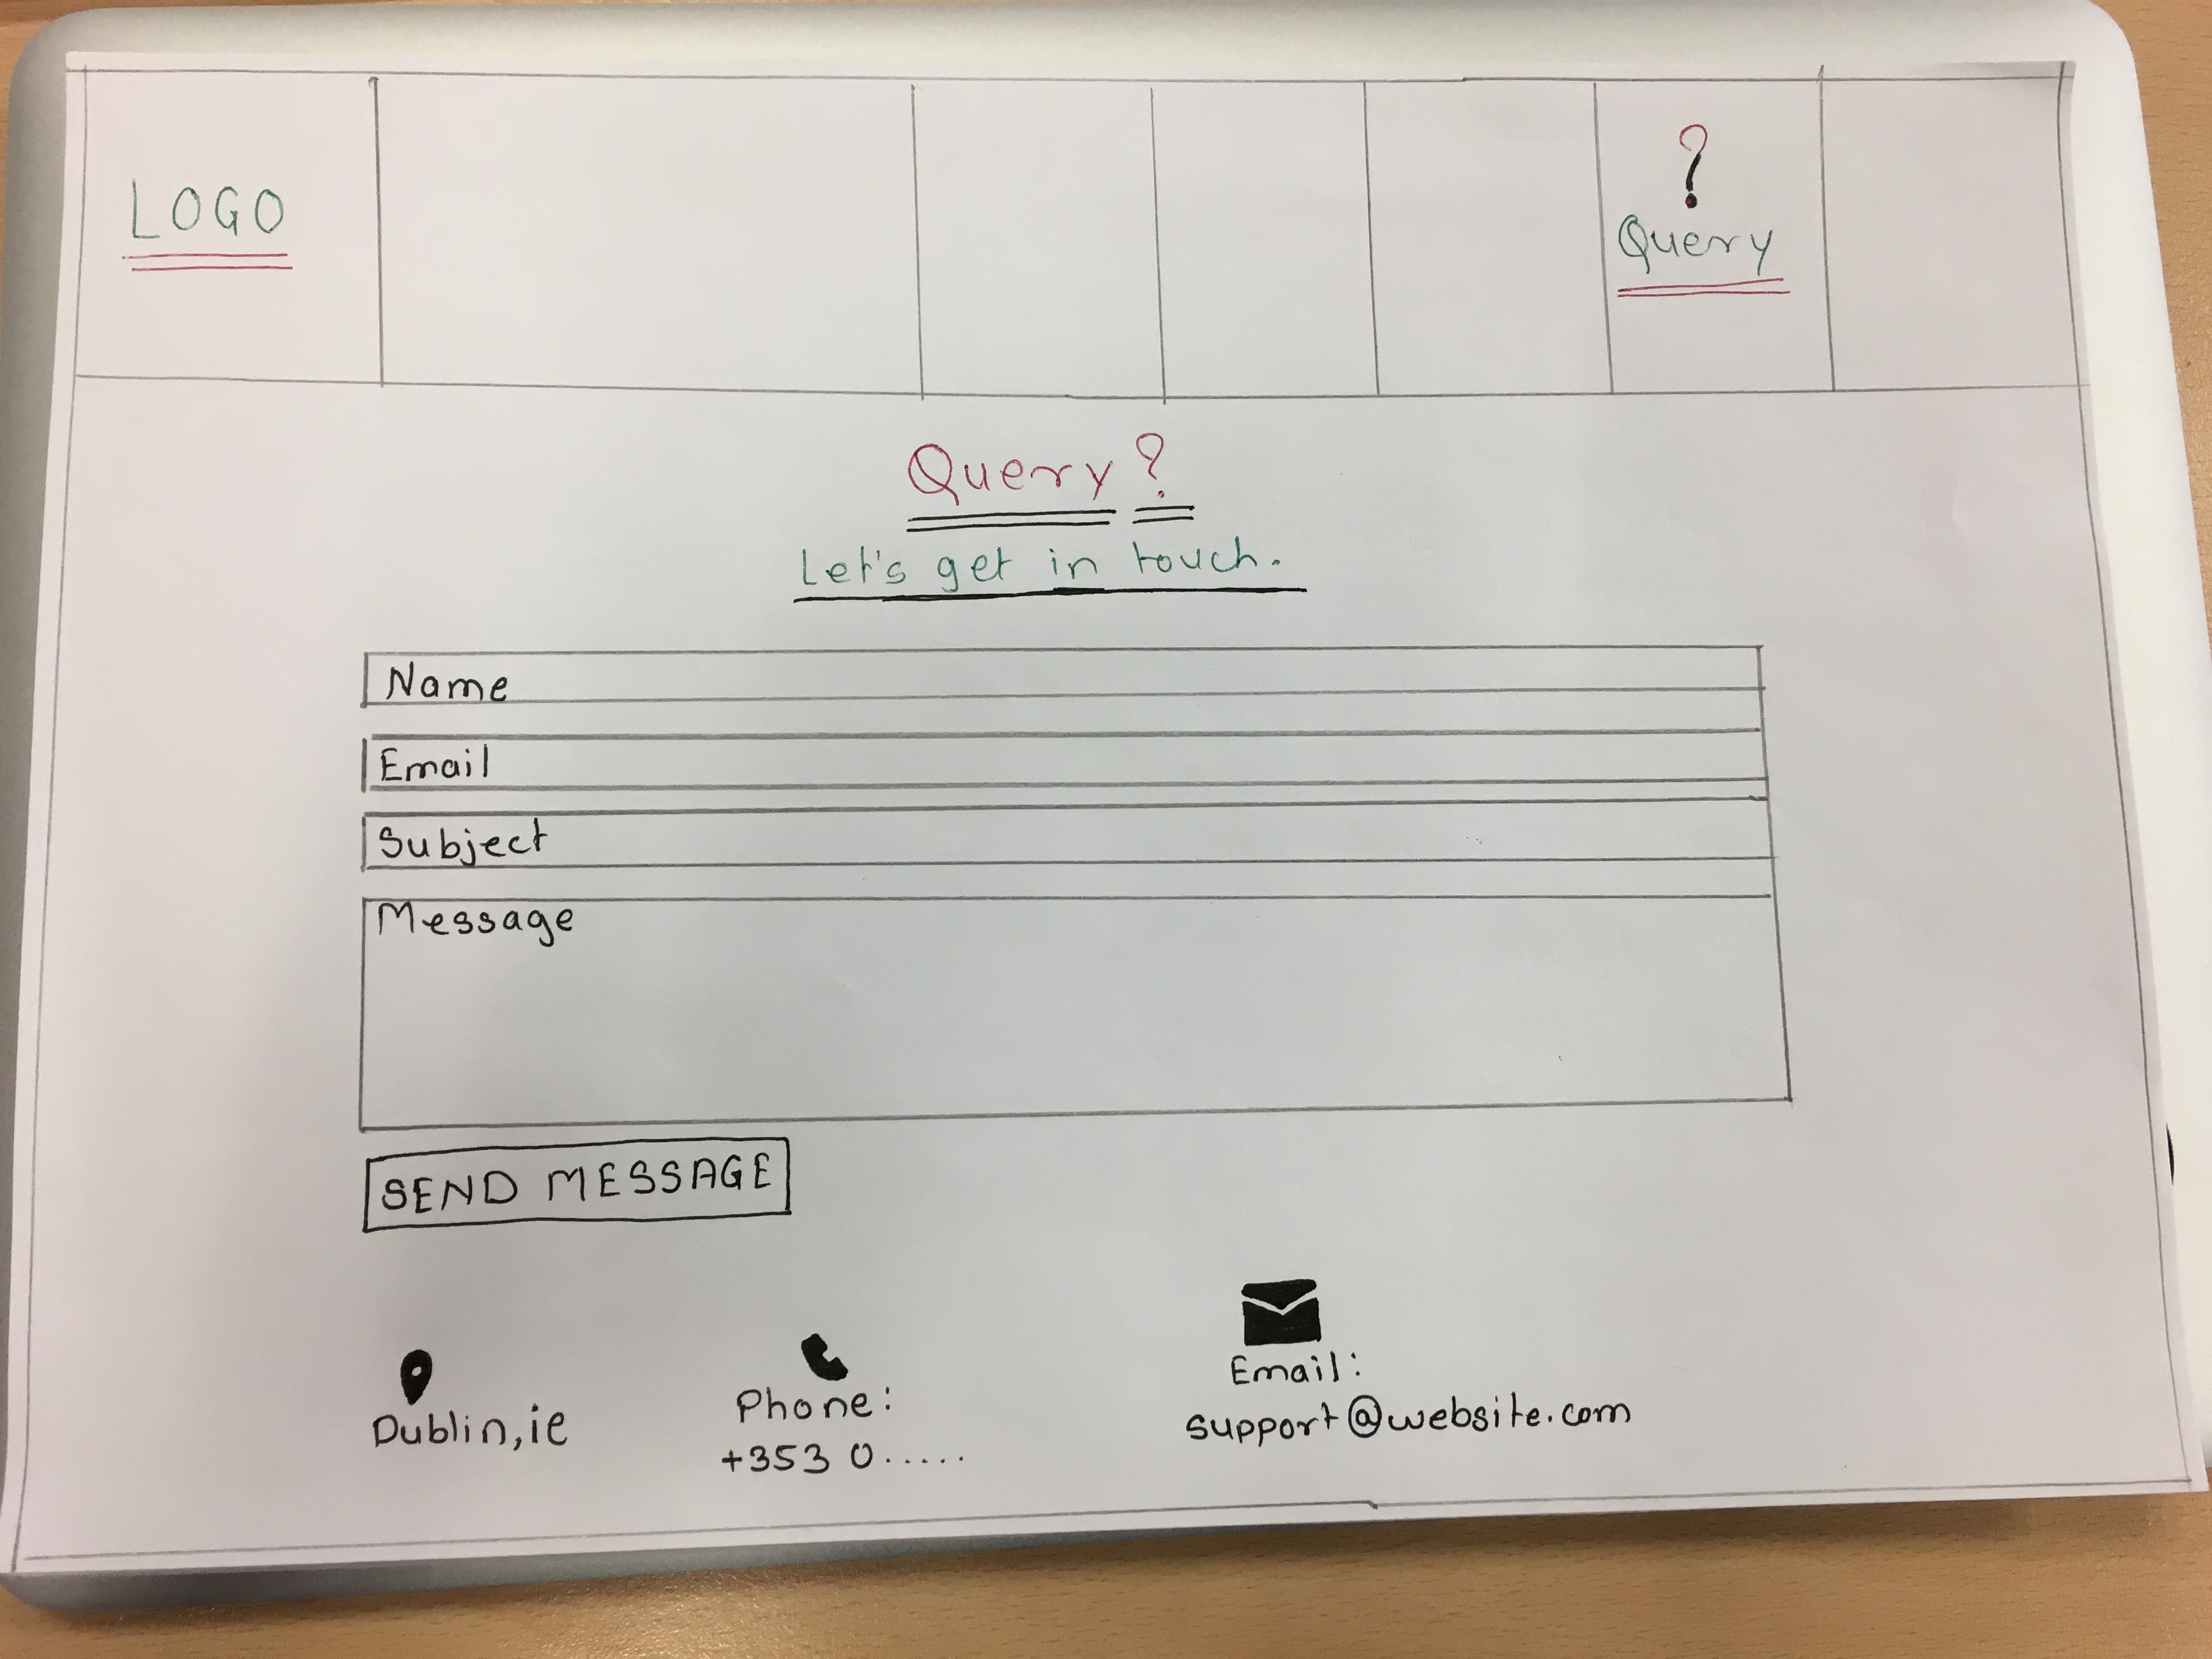 LOGO
?
Query
Query?
Let's get in touch.
Name
Email
Subject
Message
SEND MESSAGE
Dublin,ie
Phone:
+353 0......
Email:
support@website.com